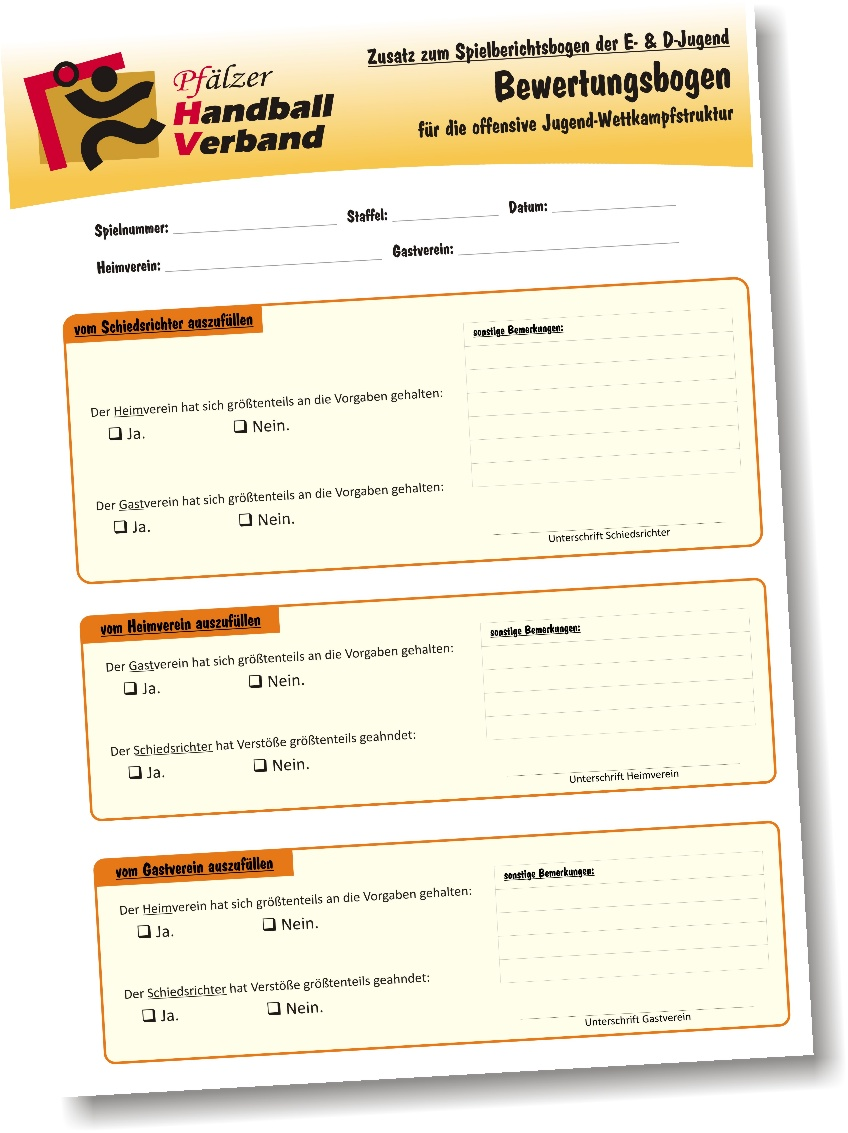 Pfälzer
Handball
Verband
Zusatz zum Spielberichtsbogen der E- & D-Jugend
Bewertungsbogen
für die offensive Jugend-Wettkampfstruktur
Spielnummer: Staffel: Datum:
Heimverein: Gastverein:
vom Schiedsrichter auszufüllen
Der Heimverein hat sich größtenteils an die Vorgaben gehalten:
❑ Ja. ❑ Nein.
Der Gastverein hat sich größtenteils an die Vorgaben gehalten:
❑ Ja. ❑ Nein.
sonstige Bemerkungen:
Unterschrift Schiedsrichter
vom Heimverein auszufüllen
Der Gastverein hat sich größtenteils an die Vorgaben gehalten:
❑ Ja. ❑ Nein.
Der Schiedsrichter hat Verstöße größtenteils geahndet:
❑ Ja. ❑ Nein.
sonstige Bemerkungen:
Unterschrift Heimverein
vom Gastverein auszufüllen
Der Heimverein hat sich größtenteils an die Vorgaben gehalten:
❑ Ja. ❑ Nein.
Der Schiedsrichter hat Verstöße größtenteils geahndet:
❑ Ja. ❑ Nein.
sonstige Bemerkungen:
Unterschrift Gastverein